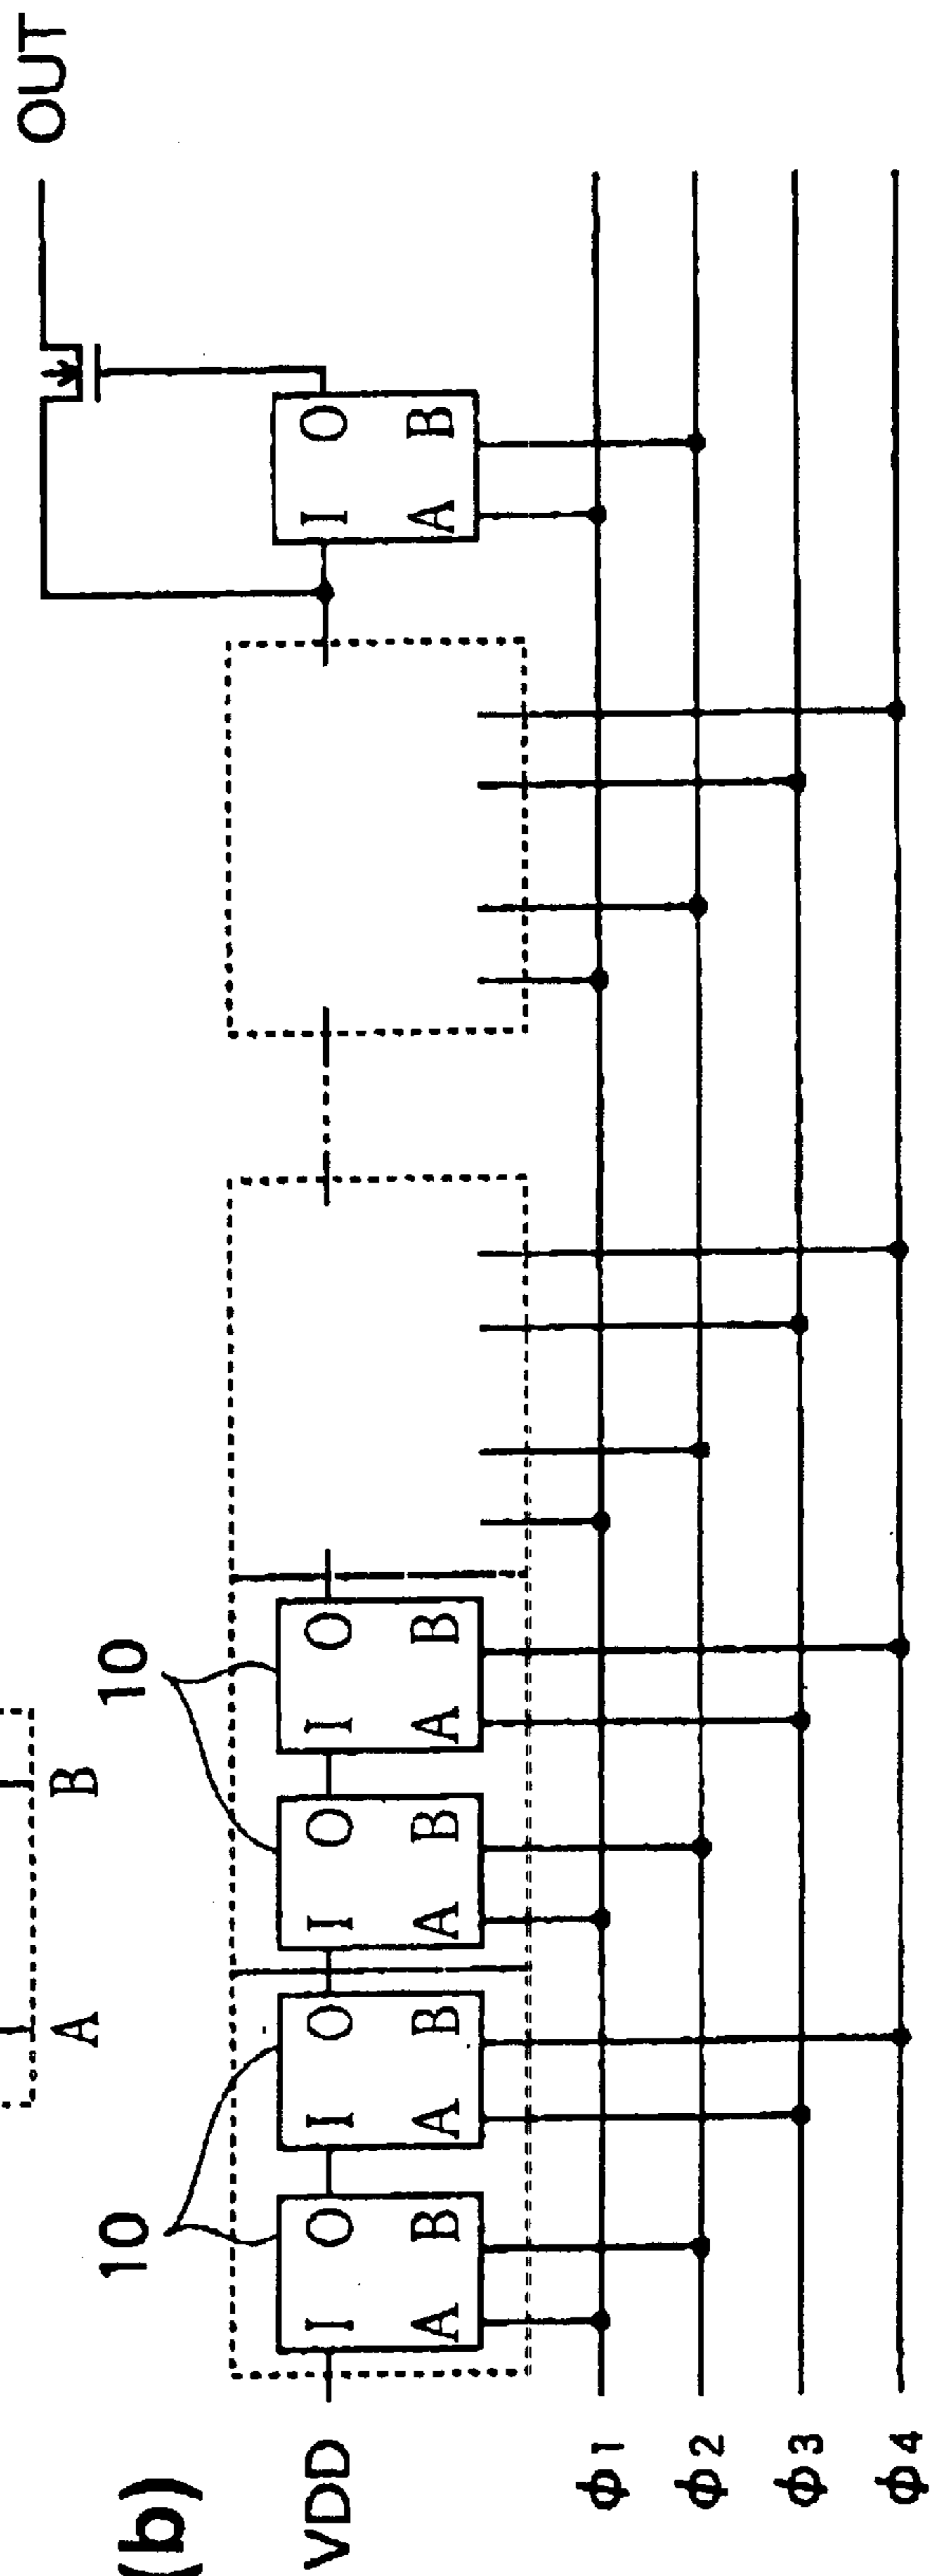 A B
(b)
10 10
OUT
VDD I O I O I O I O I O
A B A B A B A B A B
φ1
φ2
φ3
φ4